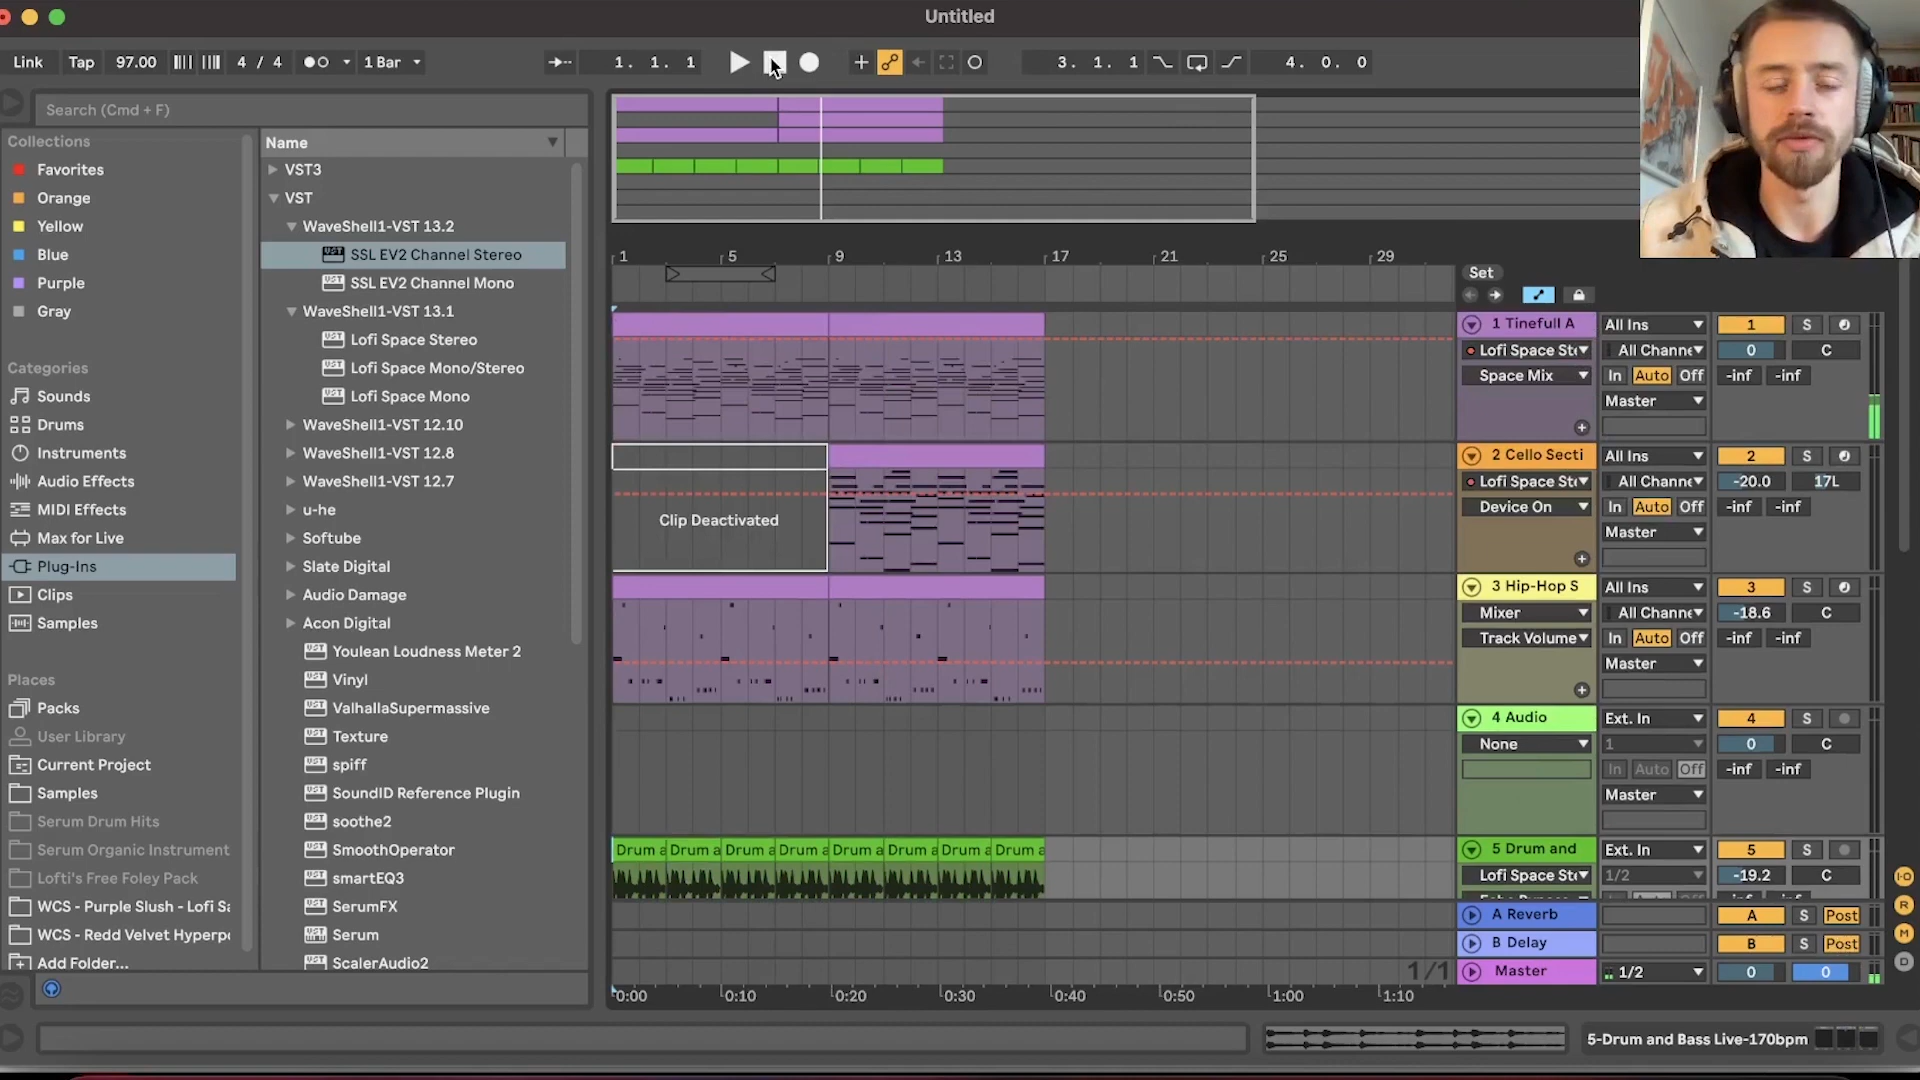 Untitled
Link Tap 97.00 4 / 4 1 Bar 1. 1. 1 3. 1. 1 4. 0. 0
Search (Cmd + F)
Collections
Favorites
Orange
Yellow
Blue
Purple
Gray
Categories
Sounds
Drums
Instruments
Audio Effects
MIDI Effects
Max for Live
Plug-Ins
Clips
Samples
Places
Packs
User Library
Current Project
Samples
Serum Drum Hits
Serum Organic Instrument
Lofti's Free Foley Pack
WCS - Purple Slush - Lofi Sa
WCS - Redd Velvet Hyperpo
Add Folder...
Name
VST3
VST
WaveShell1-VST 13.2
SSL EV2 Channel Stereo
SSL EV2 Channel Mono
WaveShell1-VST 13.1
Lofi Space Stereo
Lofi Space Mono/Stereo
Lofi Space Mono
WaveShell1-VST 12.10
WaveShell1-VST 12.8
WaveShell1-VST 12.7
u-he
Softube
Slate Digital
Audio Damage
Acon Digital
Youlean Loudness Meter 2
Vinyl
ValhallaSupermassive
Texture
spiff
SoundID Reference Plugin
soothe2
SmoothOperator
smartEQ3
SerumFX
Serum
ScalerAudio2
1 5 9 13 17 21 25 29
Set
Clip Deactivated
Drum a Drum a Drum a Drum a Drum a Drum a Drum a Drum a
1/1
0:00 0:10 0:20 0:30 0:40 0:50 1:00 1:10
1 Tinefull A All Ins 1 S
Lofi Space Ste All Channe 0 C
Space Mix In Auto Off -inf -inf
Master
2 Cello Secti All Ins 2 S
Lofi Space Ste All Channe -20.0 17L
Device On In Auto Off -inf -inf
Master
3 Hip-Hop S All Ins 3 S
Mixer All Channe -18.6 C
Track Volume In Auto Off -inf -inf
Master
4 Audio Ext. In 4 S
None 1 0 C
In Auto Off -inf -inf
Master
5 Drum and Ext. In 5 S
Lofi Space Ste 1/2 -19.2 C
A Reverb A S Post
B Delay B S Post
Master 1/2 0 0
I·O
R
M
D
5-Drum and Bass Live-170bpm